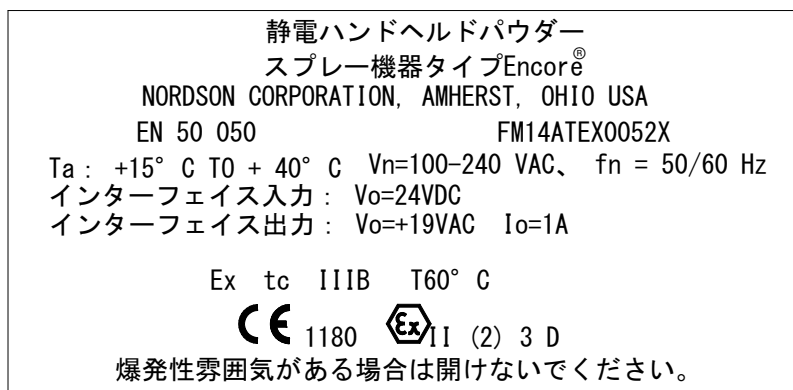 静電ハンドヘルドパウダー
スプレー機器タイプEncore®
NORDSON CORPORATION, AMHERST, OHIO USA
EN 50 050 FM14ATEX0052X
Ta： +15° C TO + 40° C Vn=100-240 VAC、 fn = 50/60 Hz
インターフェイス入力： Vo=24VDC
インターフェイス出力： Vo=+19VAC Io=1A
Ex tc IIIB T60° C
CE 1180 Ex II (2) 3 D
爆発性雰囲気がある場合は開けないでください。